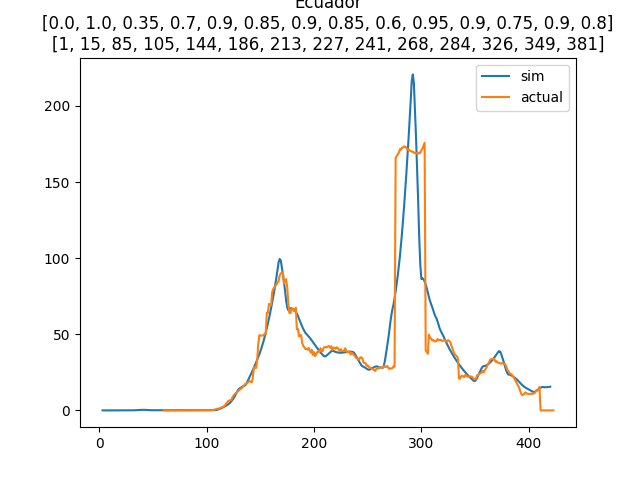 Ecuador
[0.0, 1.0, 0.35, 0.7, 0.9, 0.85, 0.9, 0.85, 0.6, 0.95, 0.9, 0.75, 0.9, 0.8]
[1, 15, 85, 105, 144, 186, 213, 227, 241, 268, 284, 326, 349, 381]
sim
actual
200
150
100
50
0
0 100 200 300 400